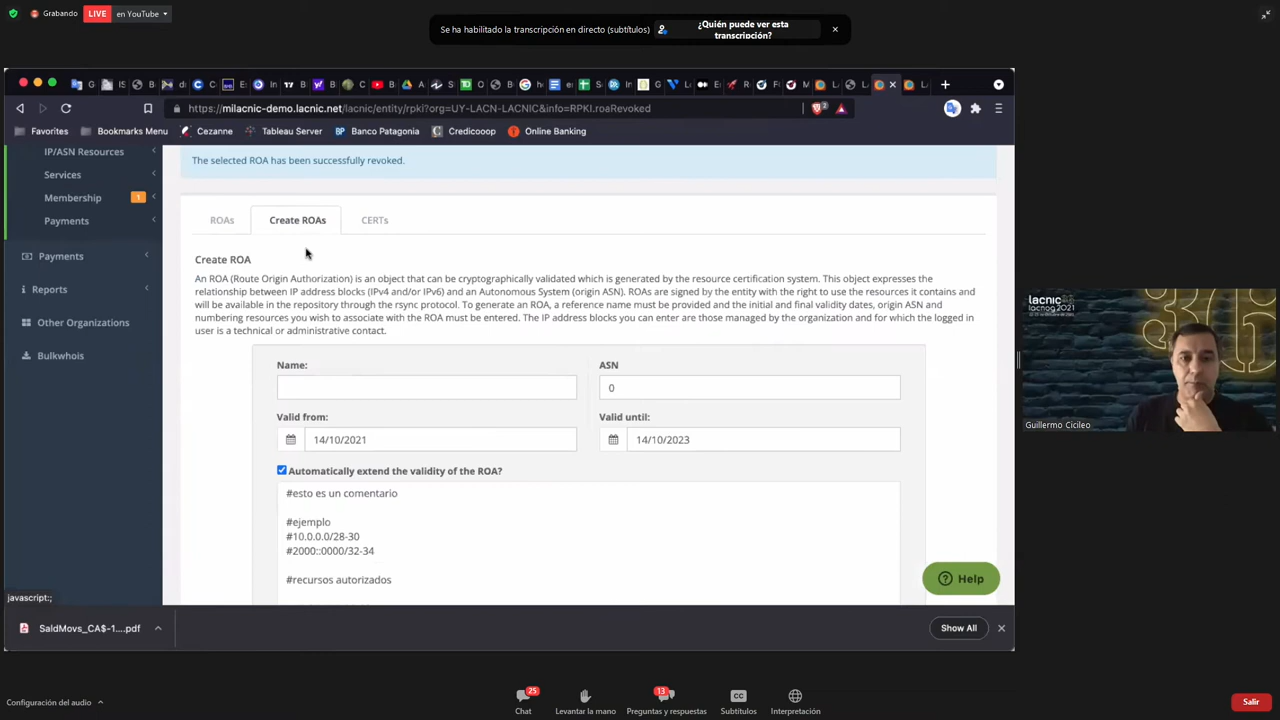 Grabando
LIVE
en YouTube
Se ha habilitado la transcripción en directo (subtítulos)
¿Quién puede ver esta
transcripción?
https://milacnic-demo.lacnic.net/lacnic/entity/rpki?org=UY-LACN-LACNIC&info=RPKI.roaRevoked
2
Favorites
Bookmarks Menu
Cezanne
Tableau Server
BP
Banco Patagonia
Credicooop
Online Banking
IP/ASN Resources
Services
Membership
1
Payments
Payments
Reports
Other Organizations
Bulkwhois
javascript:;
The selected ROA has been successfully revoked.
ROAs
Create ROAs
CERTs
Create ROA
An ROA (Route Origin Authorization) is an object that can be cryptographically validated which is generated by the resource certification system. This object expresses the
relationship between IP address blocks (IPv4 and/or IPv6) and an Autonomous System (origin ASN). ROAs are signed by the entity with the right to use the resources it contains and
will be available in the repository through the rsync protocol. To generate an ROA, a reference name must be provided and the initial and final validity dates, origin ASN and
numbering resources you wish to associate with the ROA must be entered. The IP address blocks you can enter are those managed by the organization and for which the logged in
user is a technical or administrative contact.
Name:
ASN
0
Valid from:
Valid until:
14/10/2021
14/10/2023
Automatically extend the validity of the ROA?
#esto es un comentario
#ejemplo
#10.0.0.0/28-30
#2000::0000/32-34
#recursos autorizados
Help
SaldMovs_CA$-1....pdf
Show All
lacnic
lacnog2021
Guillermo Cicileo
Configuración del audio
25
Chat
Levantar la mano
13
Preguntas y respuestas
CC
Subtítulos
Interpretación
Salir